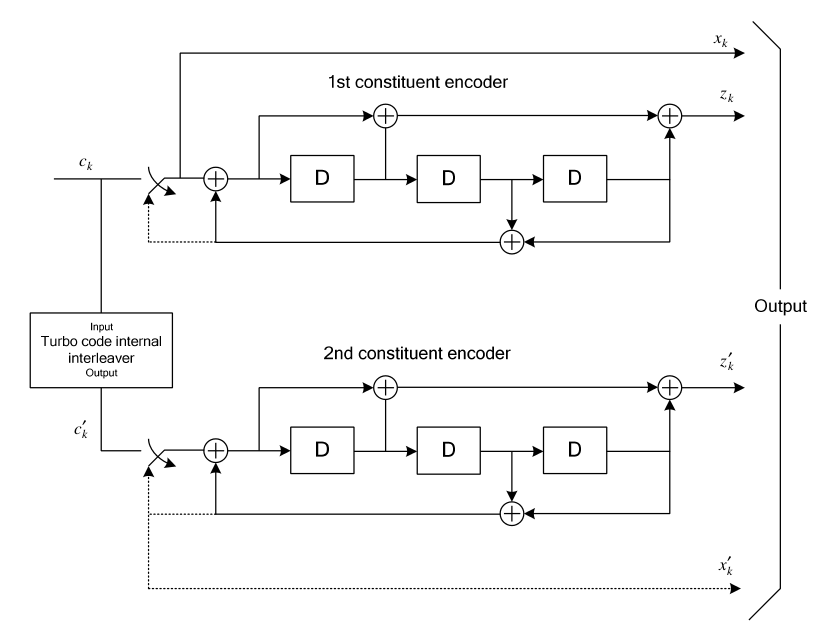 x_k
1st constituent encoder
z_k
c_k
D D D
Output
Input
Turbo code internal
interleaver
Output
2nd constituent encoder
z′_k
c′_k
D D D
x′_k